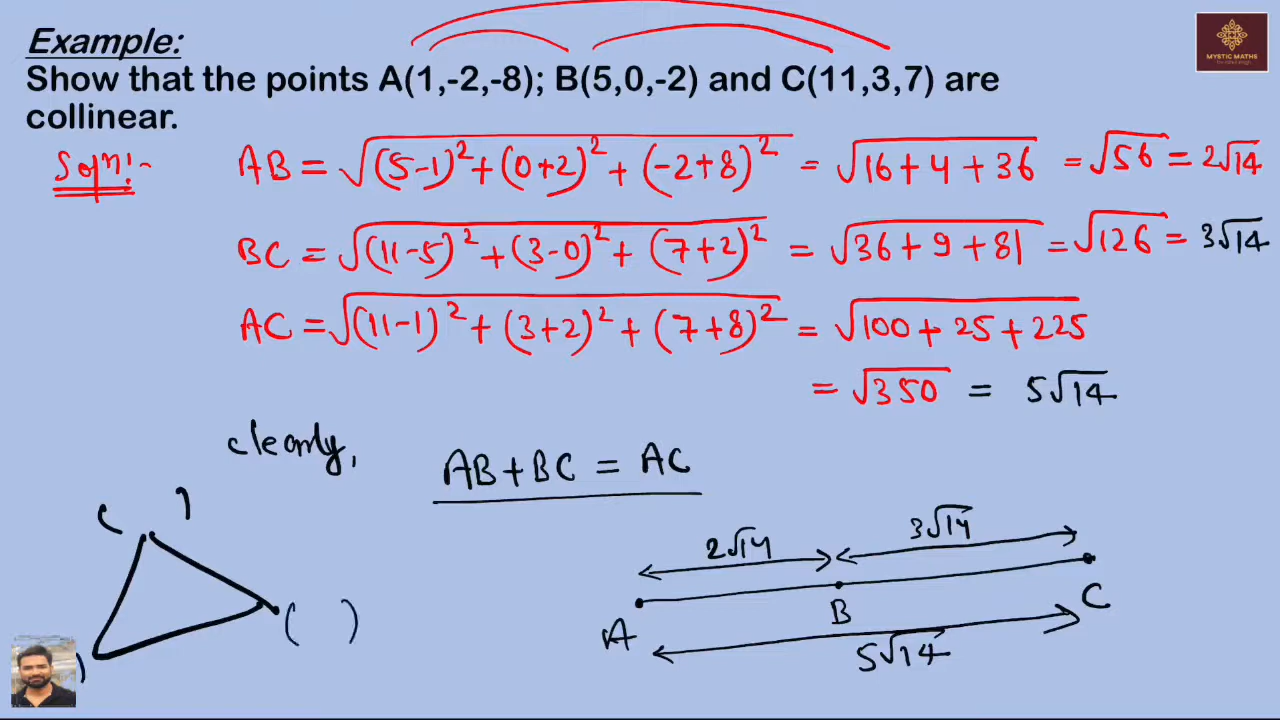 Example:
MYSTIC MATHS
Show that the points A(1,-2,-8); B(5,0,-2) and C(11,3,7) are
collinear.
Soln:-
AB = √(5-1)² + (0+2)² + (-2+8)² = √16 + 4 + 36 = √56 = 2√14
BC = √(11-5)² + (3-0)² + (7+2)² = √36 + 9 + 81 = √126 = 3√14
AC = √(11-1)² + (3+2)² + (7+8)² = √100 + 25 + 225
= √350 = 5√14
clearly,
AB + BC = AC
( )
( )
)
2√14 3√14
A B C
5√14